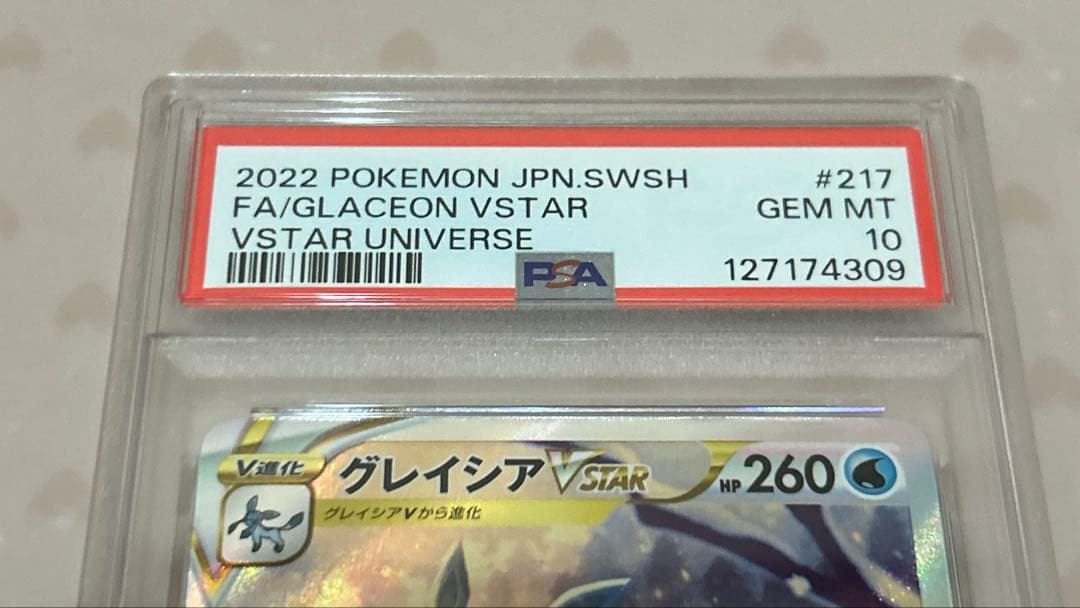 2022 POKEMON JPN.SWSH #217
FA/GLACEON VSTAR GEM MT
VSTAR UNIVERSE 10
PSA 127174309
V進化 グレイシアVSTAR HP 260
グレイシアVから進化